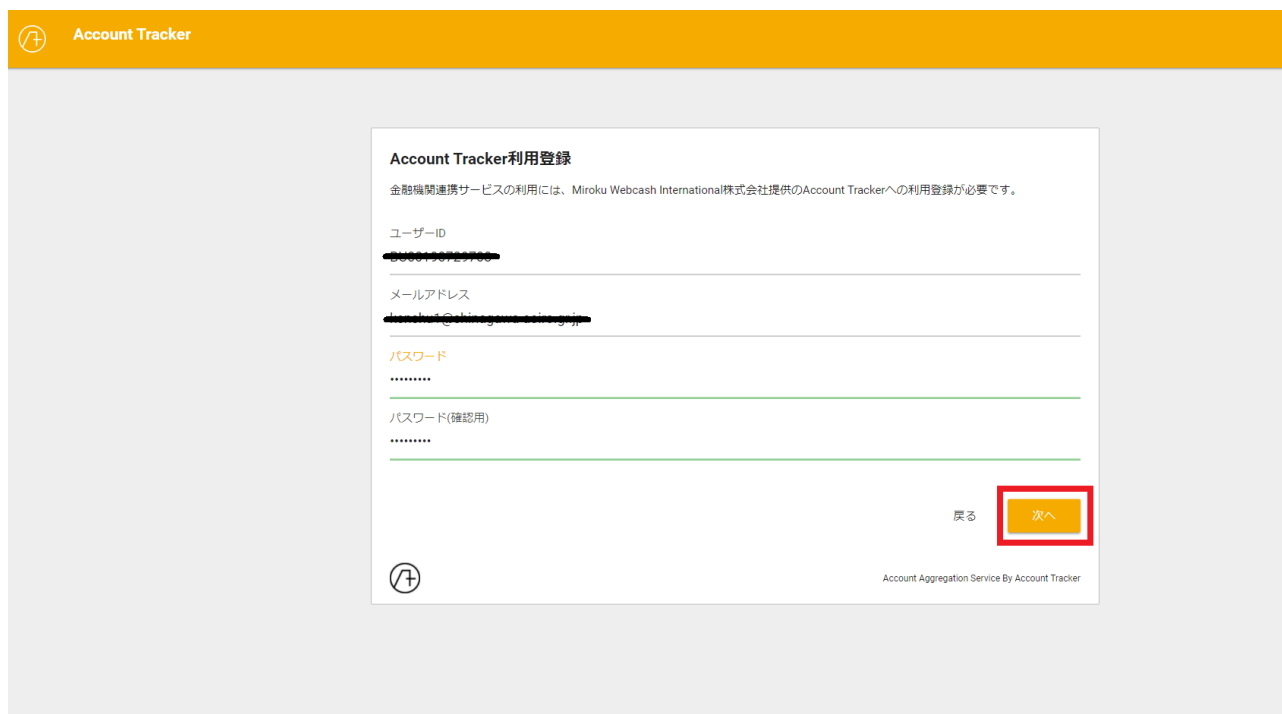 Account Tracker
Account Tracker利用登録
金融機関連携サービスの利用には、Miroku Webcash International株式会社提供のAccount Trackerへの利用登録が必要です。
ユーザーID
メールアドレス
パスワード
•••••••••
パスワード(確認用)
•••••••••
戻る 次へ
Account Aggregation Service By Account Tracker